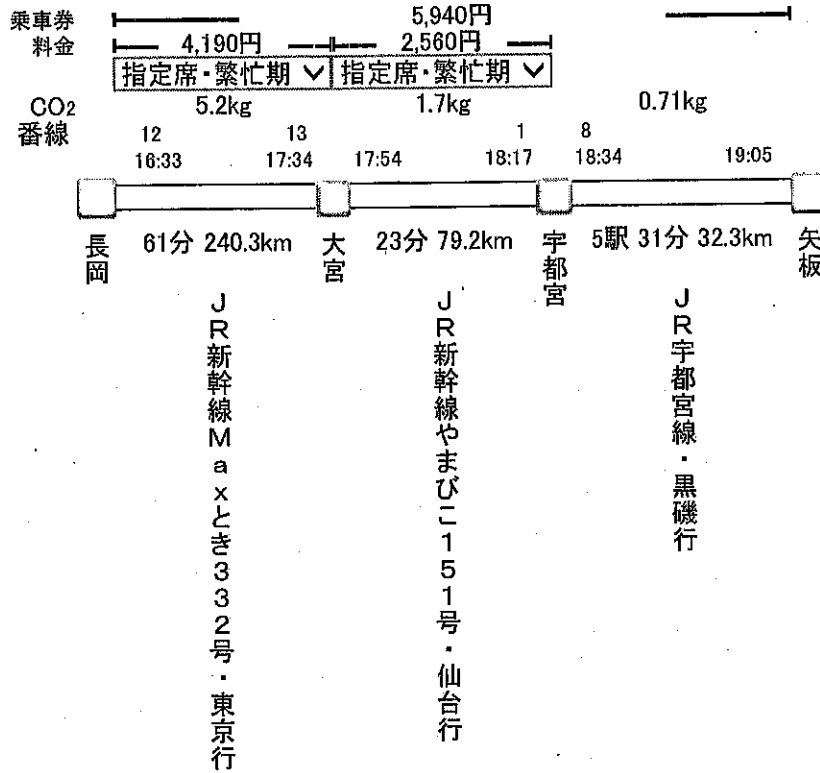 乗車券 5,940円
料金 4,190円 2,560円
指定席・繁忙期 指定席・繁忙期
CO2 5.2kg 1.7kg 0.71kg
番線 12 13 1 8
16:33 17:34 17:54 18:17 18:34 19:05
長岡 61分 240.3km 大宮 23分 79.2km 宇都宮 5駅 31分 32.3km 矢板
JR新幹線Maxとき332号・東京行
JR新幹線やまびこ151号・仙台行
JR宇都宮線・黒磯行